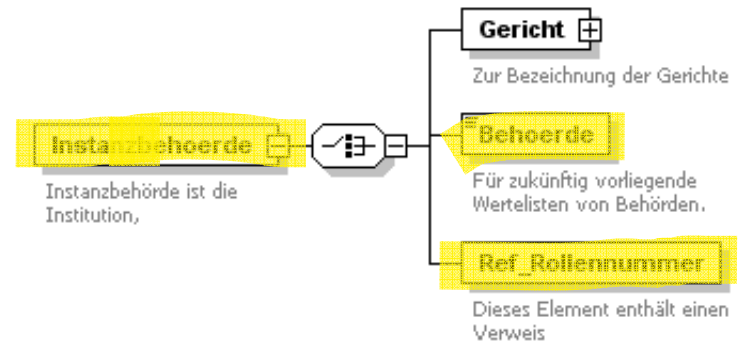 Gericht
Zur Bezeichnung der Gerichte
Instanzbehoerde
Instanzbehörde ist die
Institution,
Behoerde
Für zukünftig vorliegende
Wertelisten von Behörden.
Ref_Rollennummer
Dieses Element enthält einen
Verweis